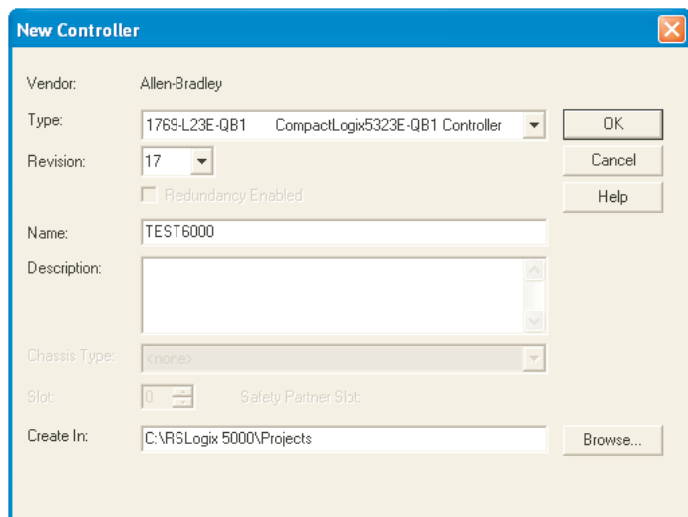 New Controller
Vendor: Allen-Bradley
Type: 1769-L23E-QB1 CompactLogix5323E-QB1 Controller
OK
Revision: 17
Cancel
Redundancy Enabled
Help
Name: TEST6000
Description:
Chassis Type: <none>
Slot: 0 Safety Partner Slot:
Create In: C:\RSLogix 5000\Projects
Browse...